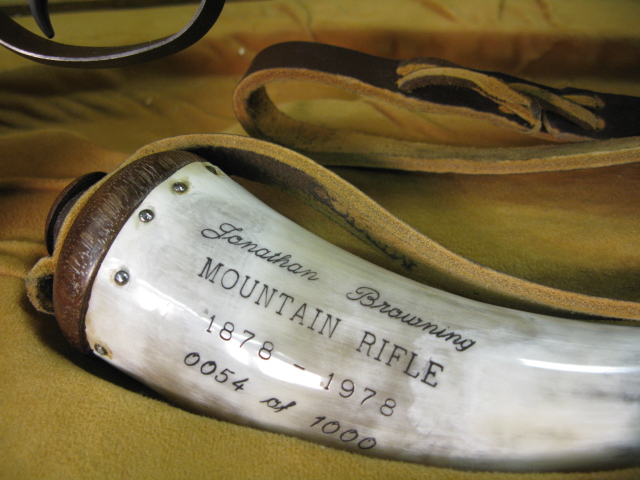 Jonathan Browning
MOUNTAIN RIFLE
1878 - 1978
0054 of 1000